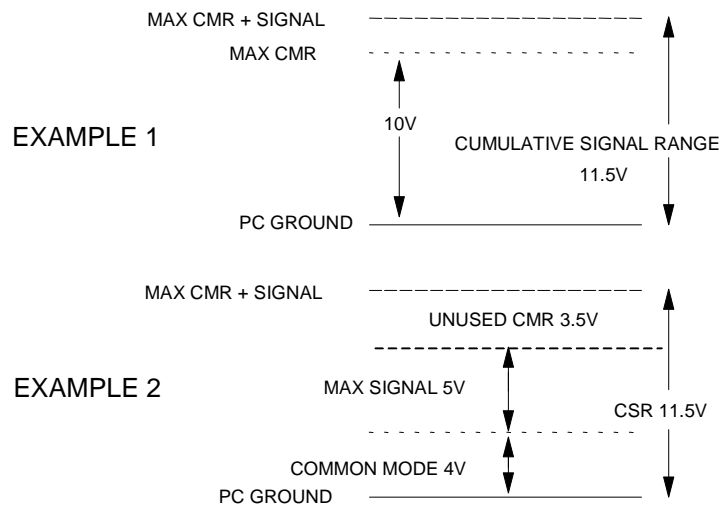 MAX CMR + SIGNAL
MAX CMR
EXAMPLE 1
10V
CUMULATIVE SIGNAL RANGE
11.5V
PC GROUND
MAX CMR + SIGNAL
UNUSED CMR 3.5V
EXAMPLE 2
MAX SIGNAL 5V
CSR 11.5V
COMMON MODE 4V
PC GROUND